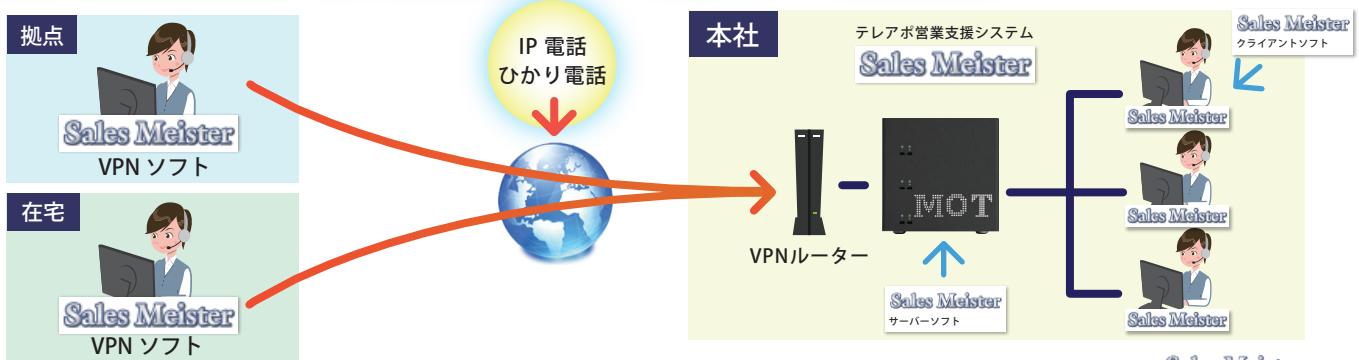 拠点
Sales Meister
VPN ソフト
在宅
Sales Meister
VPN ソフト
IP 電話
ひかり電話
本社
テレアポ営業支援システム
Sales Meister
VPNルーター
MOT
Sales Meister
サーバーソフト
Sales Meister
クライアントソフト
Sales Meister
Sales Meister
Sales Meister